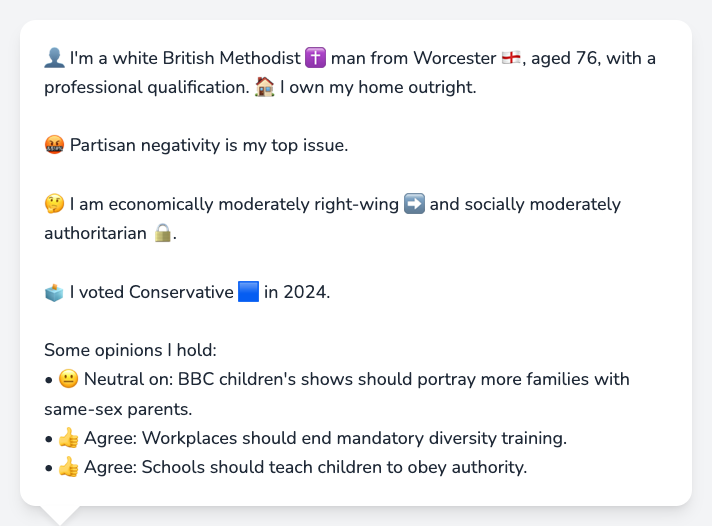 👤 I'm a white British Methodist ✝️ man from Worcester 🏴󠁧󠁢󠁥󠁮󠁧󠁿, aged 76, with a
professional qualification. 🏠 I own my home outright.
🤬 Partisan negativity is my top issue.
🤔 I am economically moderately right-wing ➡️ and socially moderately
authoritarian 🔒.
🗳️ I voted Conservative 🟦 in 2024.
Some opinions I hold:
• 😐 Neutral on: BBC children's shows should portray more families with
same-sex parents.
• 👍 Agree: Workplaces should end mandatory diversity training.
• 👍 Agree: Schools should teach children to obey authority.